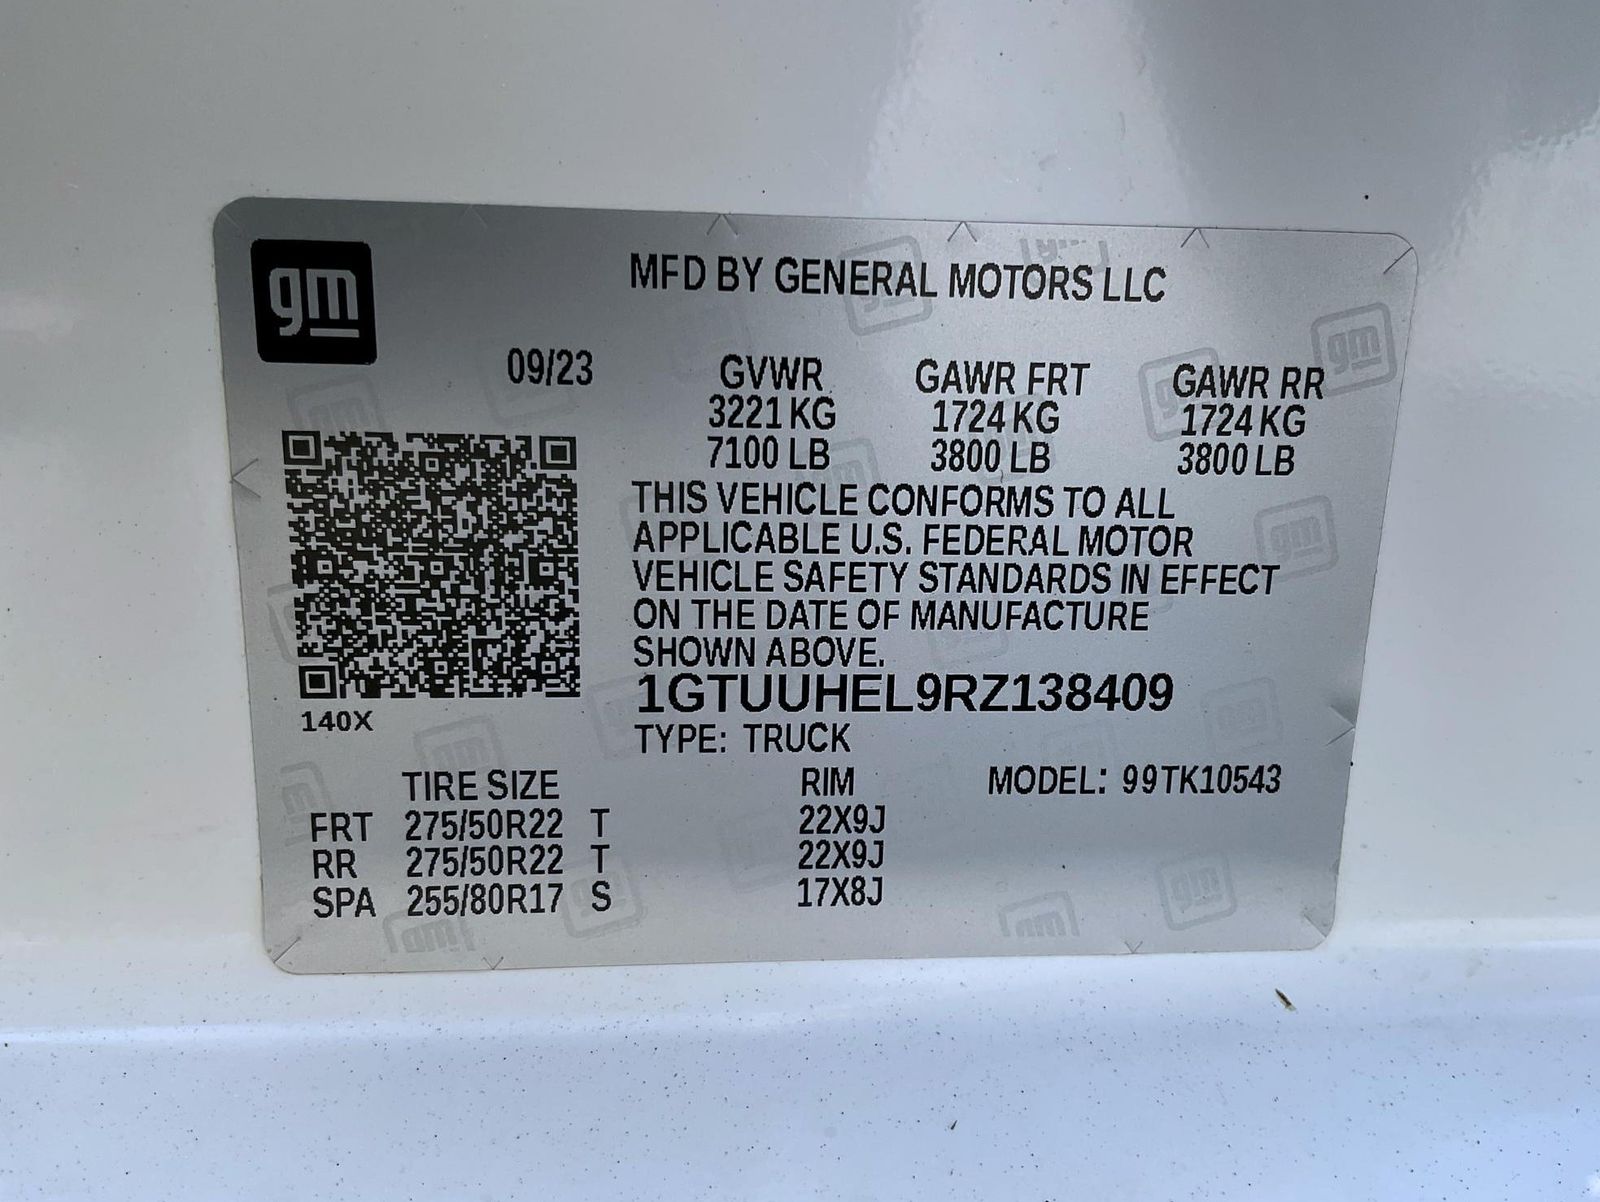 gm
MFD BY GENERAL MOTORS LLC
09/23 GVWR GAWR FRT GAWR RR
3221 KG 1724 KG 1724 KG
7100 LB 3800 LB 3800 LB
THIS VEHICLE CONFORMS TO ALL
APPLICABLE U.S. FEDERAL MOTOR
VEHICLE SAFETY STANDARDS IN EFFECT
ON THE DATE OF MANUFACTURE
SHOWN ABOVE.
1GTUUHEL9RZ138409
140X
TYPE: TRUCK
TIRE SIZE RIM MODEL: 99TK10543
FRT 275/50R22 T 22X9J
RR 275/50R22 T 22X9J
SPA 255/80R17 S 17X8J